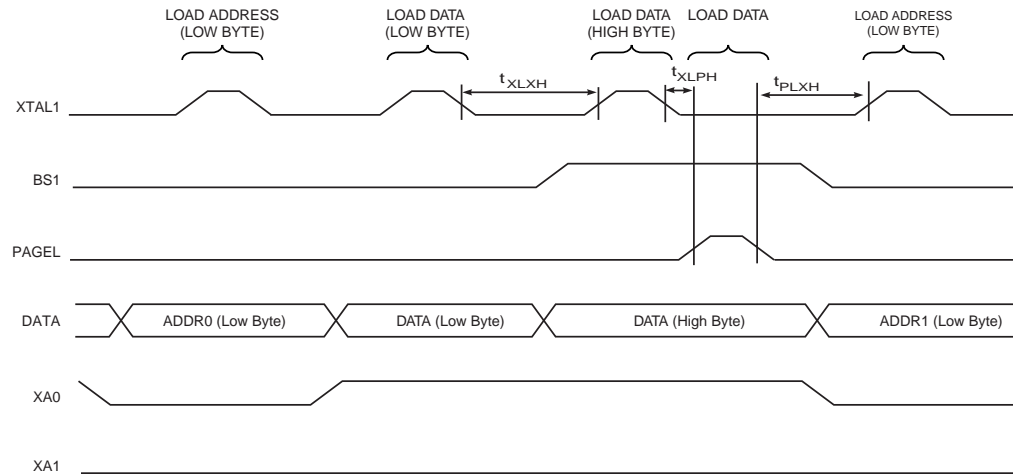 LOAD ADDRESS
(LOW BYTE)
LOAD DATA
(LOW BYTE)
LOAD DATA
(HIGH BYTE)
LOAD DATA
LOAD ADDRESS
(LOW BYTE)
XTAL1
tXLXH
tXLPH
tPLXH
BS1
PAGEL
DATA
ADDR0 (Low Byte)
DATA (Low Byte)
DATA (High Byte)
ADDR1 (Low Byte)
XA0
XA1